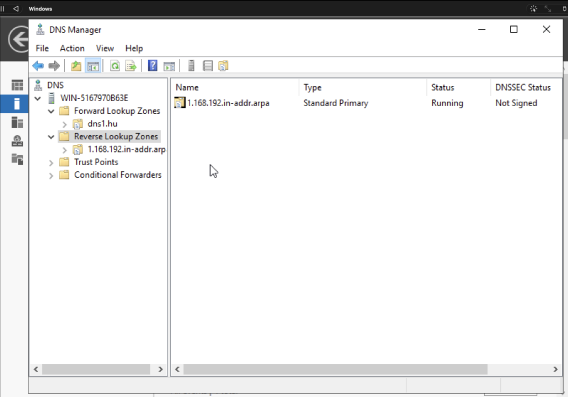 Windows
DNS Manager
File Action View Help
DNS
WIN-5167970B63E
Forward Lookup Zones
dns1.hu
Reverse Lookup Zones
1.168.192.in-addr.arp
Trust Points
Conditional Forwarders
Name Type Status DNSSEC Status
1.168.192.in-addr.arpa Standard Primary Running Not Signed